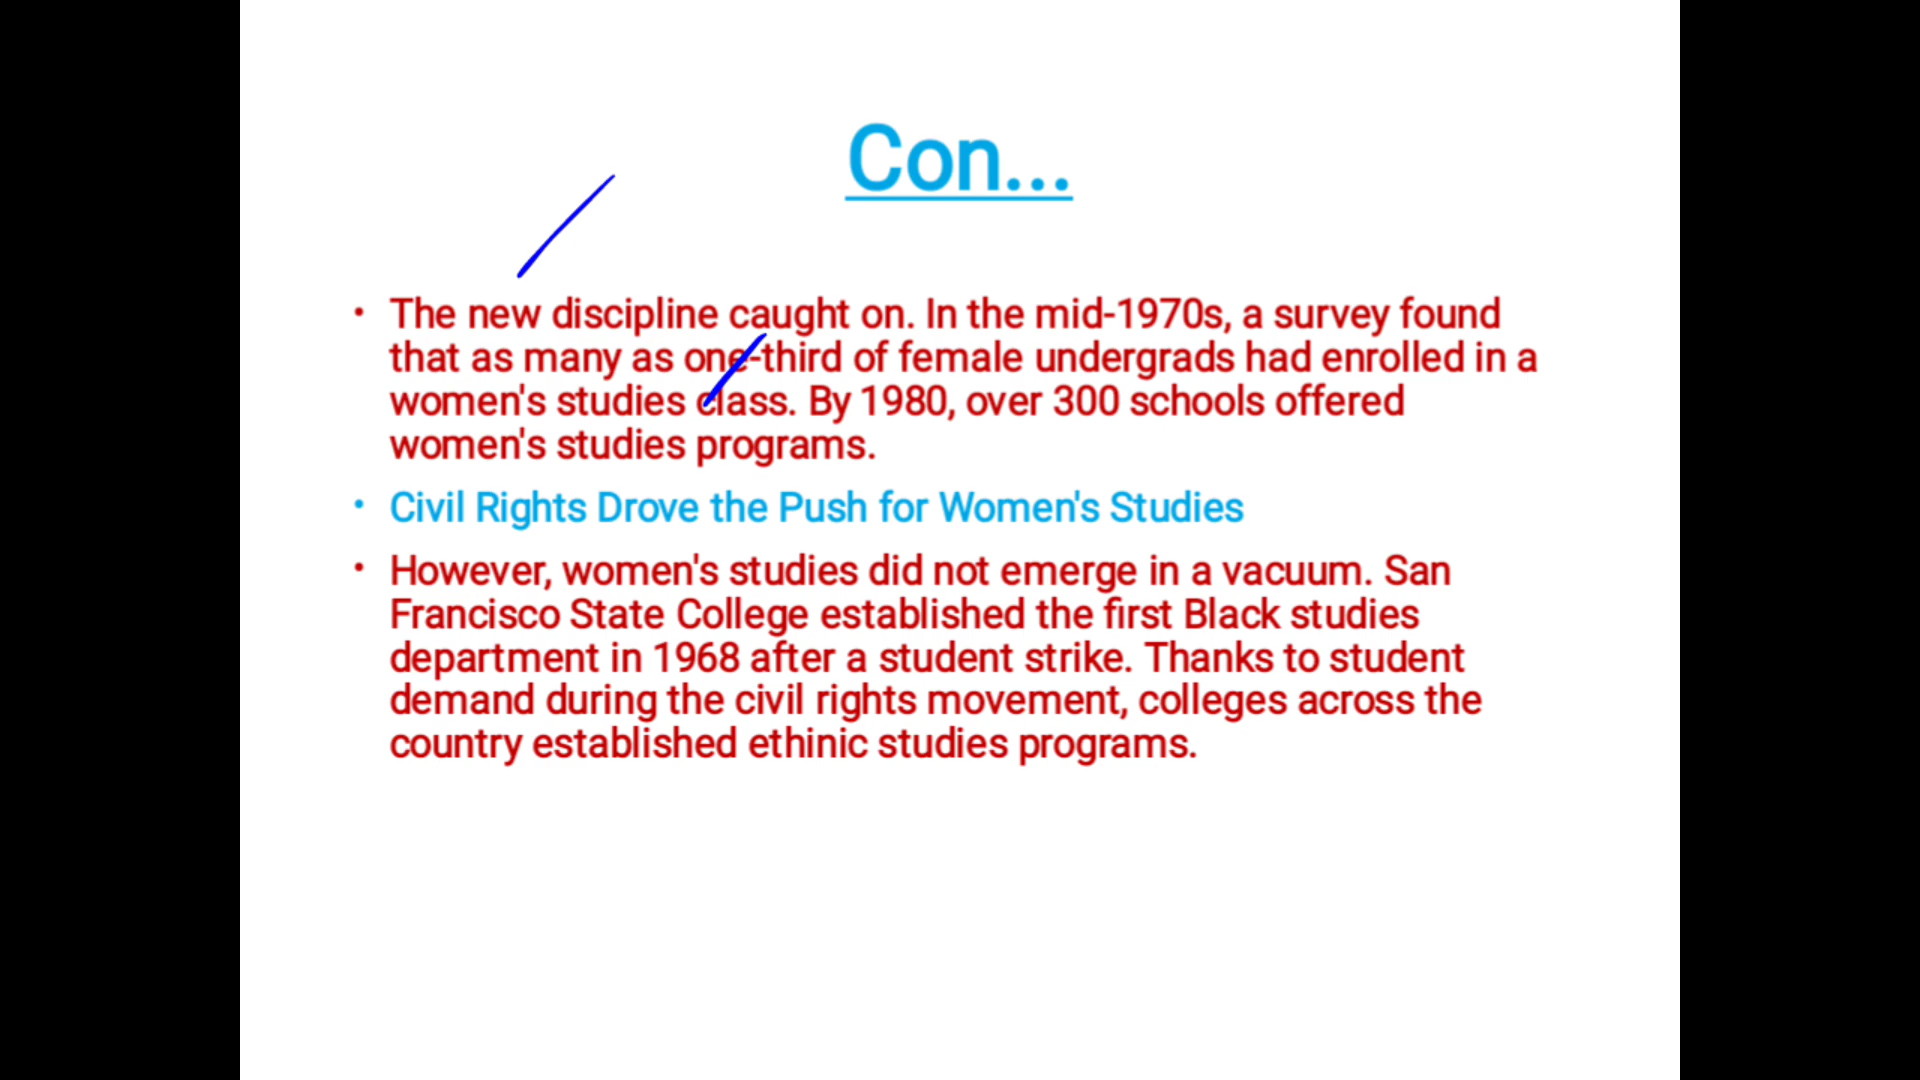 Con...
• The new discipline caught on. In the mid-1970s, a survey found
that as many as one-third of female undergrads had enrolled in a
women's studies class. By 1980, over 300 schools offered
women's studies programs.
• Civil Rights Drove the Push for Women's Studies
• However, women's studies did not emerge in a vacuum. San
Francisco State College established the first Black studies
department in 1968 after a student strike. Thanks to student
demand during the civil rights movement, colleges across the
country established ethinic studies programs.